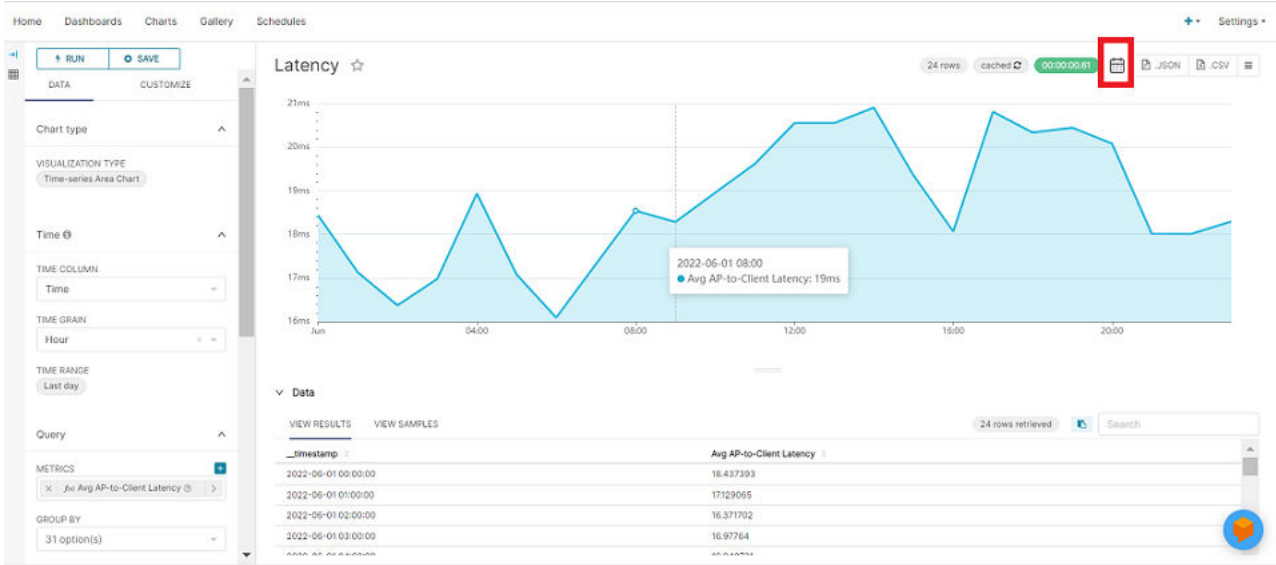 Home Dashboards Charts Gallery Schedules Settings
RUN SAVE
DATA CUSTOMIZE
Chart type
VISUALIZATION TYPE
Time-series Area Chart
Time
TIME COLUMN
Time
TIME GRAIN
Hour
TIME RANGE
Last day
Query
METRICS
Avg AP-to-Client Latency
GROUP BY
31 option(s)
Latency
24 rows cached 00:00:00.61 .JSON .CSV
21ms
20ms
19ms
18ms
17ms
16ms
Jun 04:00 08:00 12:00 16:00 20:00
2022-06-01 08:00
Avg AP-to-Client Latency: 19ms
Data
VIEW RESULTS VIEW SAMPLES 24 rows retrieved Search
__timestamp Avg AP-to-Client Latency
2022-06-01 00:00:00 18.437393
2022-06-01 01:00:00 17.129065
2022-06-01 02:00:00 16.371702
2022-06-01 03:00:00 16.97764